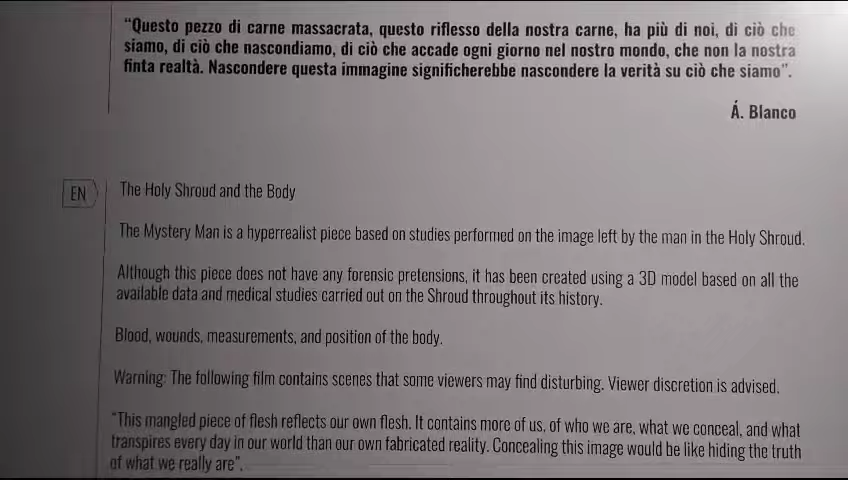 “Questo pezzo di carne massacrata, questo riflesso della nostra carne, ha più di noi, di ciò che
siamo, di ciò che nascondiamo, di ciò che accade ogni giorno nel nostro mondo, che non la nostra
finta realtà. Nascondere questa immagine significherebbe nascondere la verità su ciò che siamo”.
Á. Blanco
EN
The Holy Shroud and the Body
The Mystery Man is a hyperrealist piece based on studies performed on the image left by the man in the Holy Shroud.
Although this piece does not have any forensic pretensions, it has been created using a 3D model based on all the
available data and medical studies carried out on the Shroud throughout its history.
Blood, wounds, measurements, and position of the body.
Warning: The following film contains scenes that some viewers may find disturbing. Viewer discretion is advised.
“This mangled piece of flesh reflects our own flesh. It contains more of us, of who we are, what we conceal, and what
transpires every day in our world than our own fabricated reality. Concealing this image would be like hiding the truth
of what we really are”.